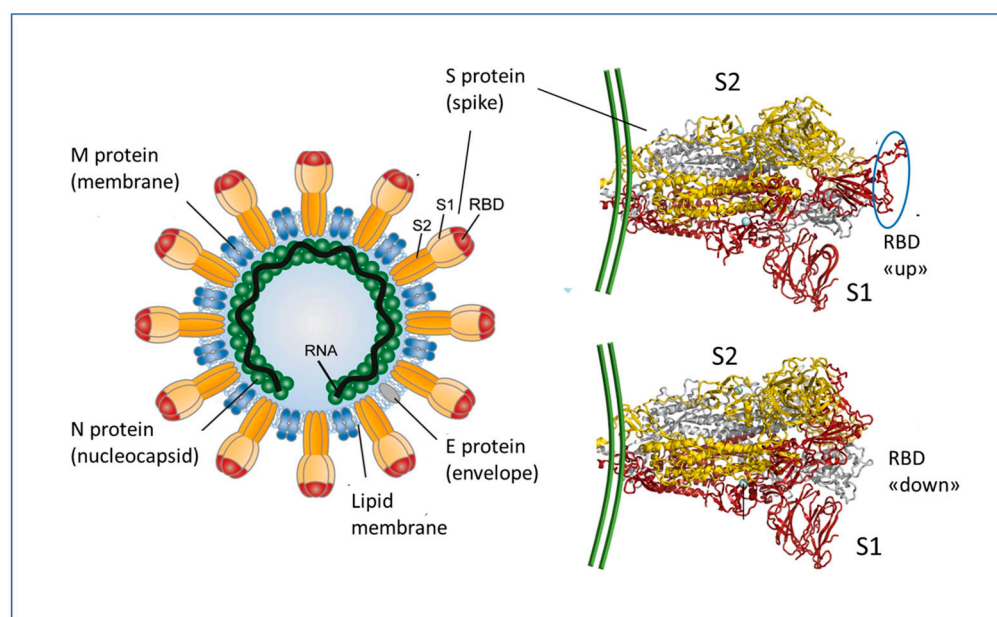 S protein
(spike)
M protein
(membrane)
S1
RBD
S2
RNA
N protein
(nucleocapsid)
E protein
(envelope)
Lipid
membrane
S2
RBD
«up»
S1
S2
RBD
«down»
S1